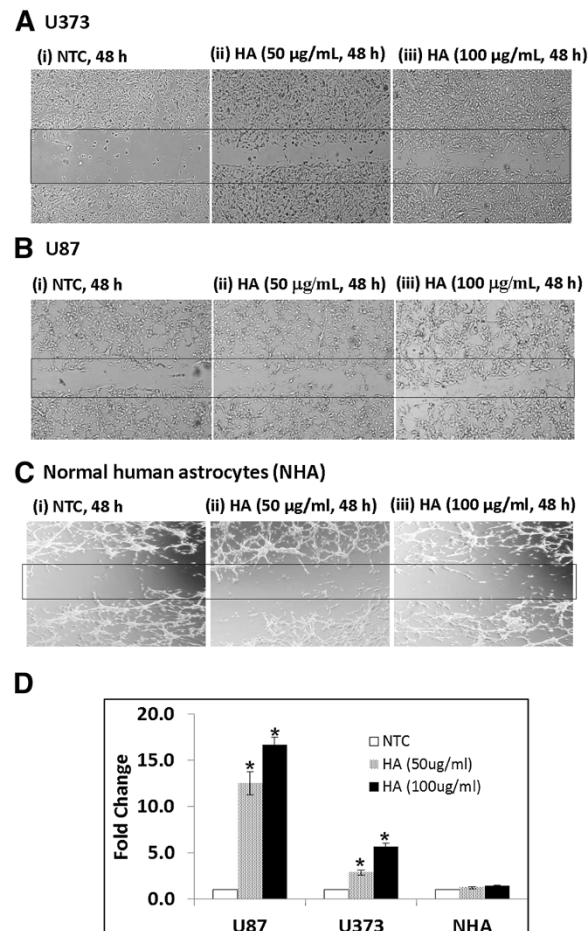 A U373
(i) NTC, 48 h (ii) HA (50 µg/mL, 48 h) (iii) HA (100 µg/mL, 48 h)
B U87
(i) NTC, 48 h (ii) HA (50 µg/mL, 48 h) (iii) HA (100 µg/mL, 48 h)
C Normal human astrocytes (NHA)
(i) NTC, 48 h (ii) HA (50 µg/ml, 48 h) (iii) HA (100 µg/ml, 48 h)
D
Fold Change
20.0
15.0
10.0
5.0
0.0
* * * *
NTC
HA (50ug/ml)
HA (100ug/ml)
U87 U373 NHA